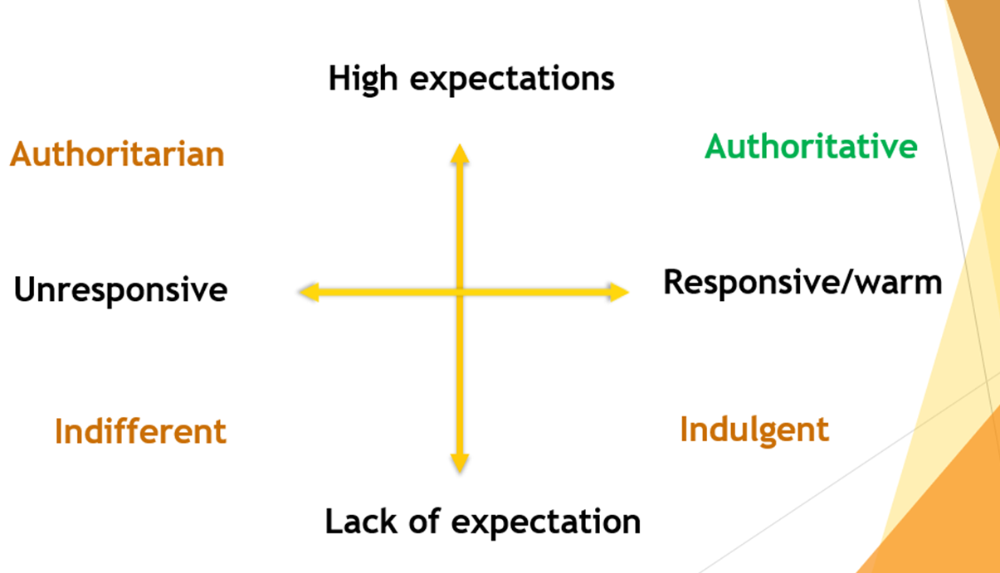 High expectations
Authoritarian
Authoritative
Unresponsive
Responsive/warm
Indifferent
Indulgent
Lack of expectation